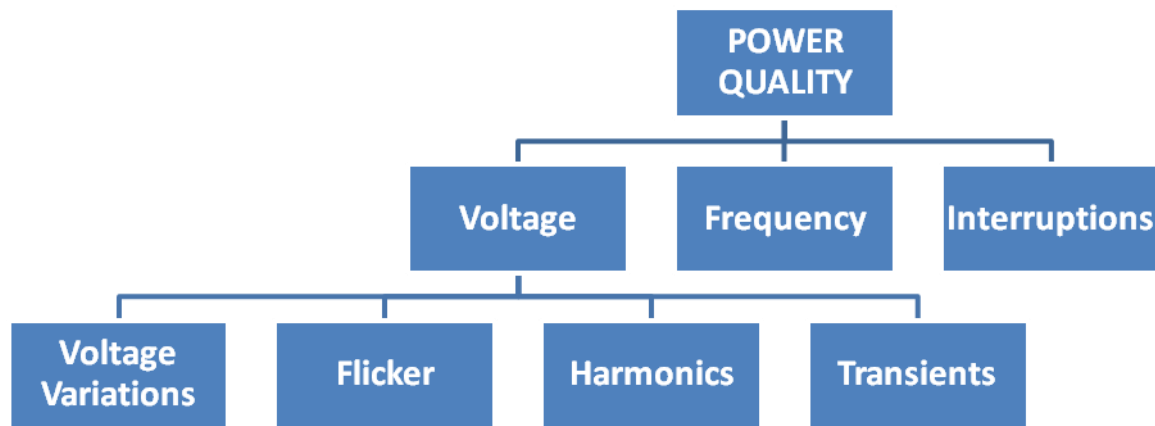 POWER
QUALITY
Voltage
Frequency
Interruptions
Voltage
Variations
Flicker
Harmonics
Transients